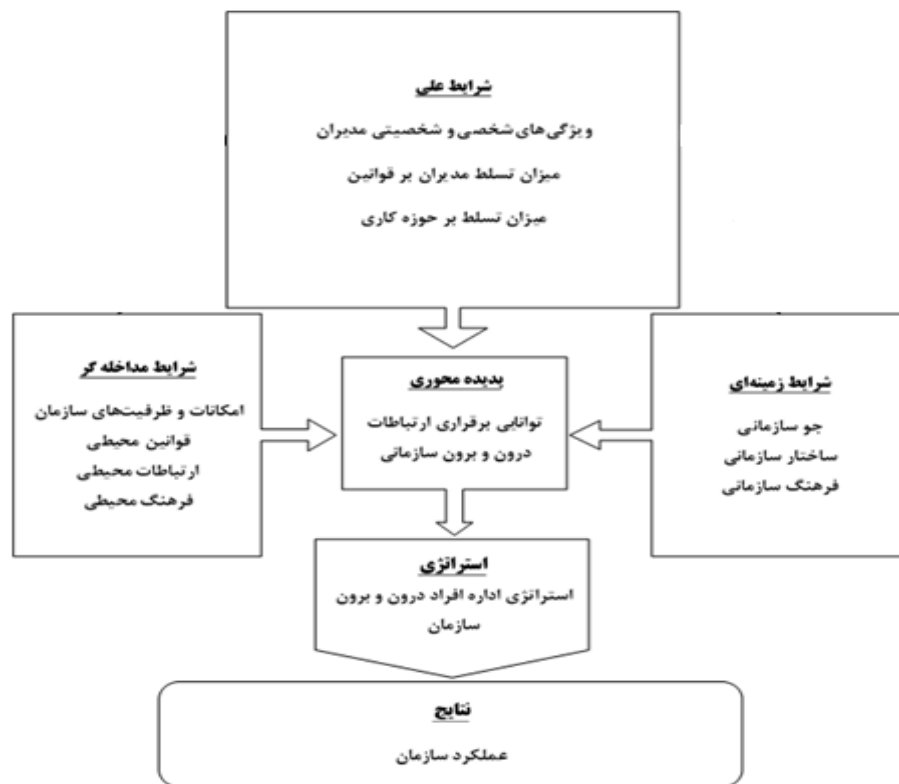 شرایط علی
ویژگی‌های شخصی و شخصیتی مدیران
میزان تسلط مدیران بر قوانین
میزان تسلط بر حوزه کاری
شرایط زمینه‌ای
جو سازمانی
ساختار سازمانی
فرهنگ سازمانی
پدیده محوری
توانایی برقراری ارتباطات
درون و برون سازمانی
شرایط مداخله گر
امکانات و ظرفیت‌های سازمان
قوانین محیطی
ارتباطات محیطی
فرهنگ محیطی
استراتژی
استراتژی اداره افراد درون و برون
سازمان
نتایج
عملکرد سازمان